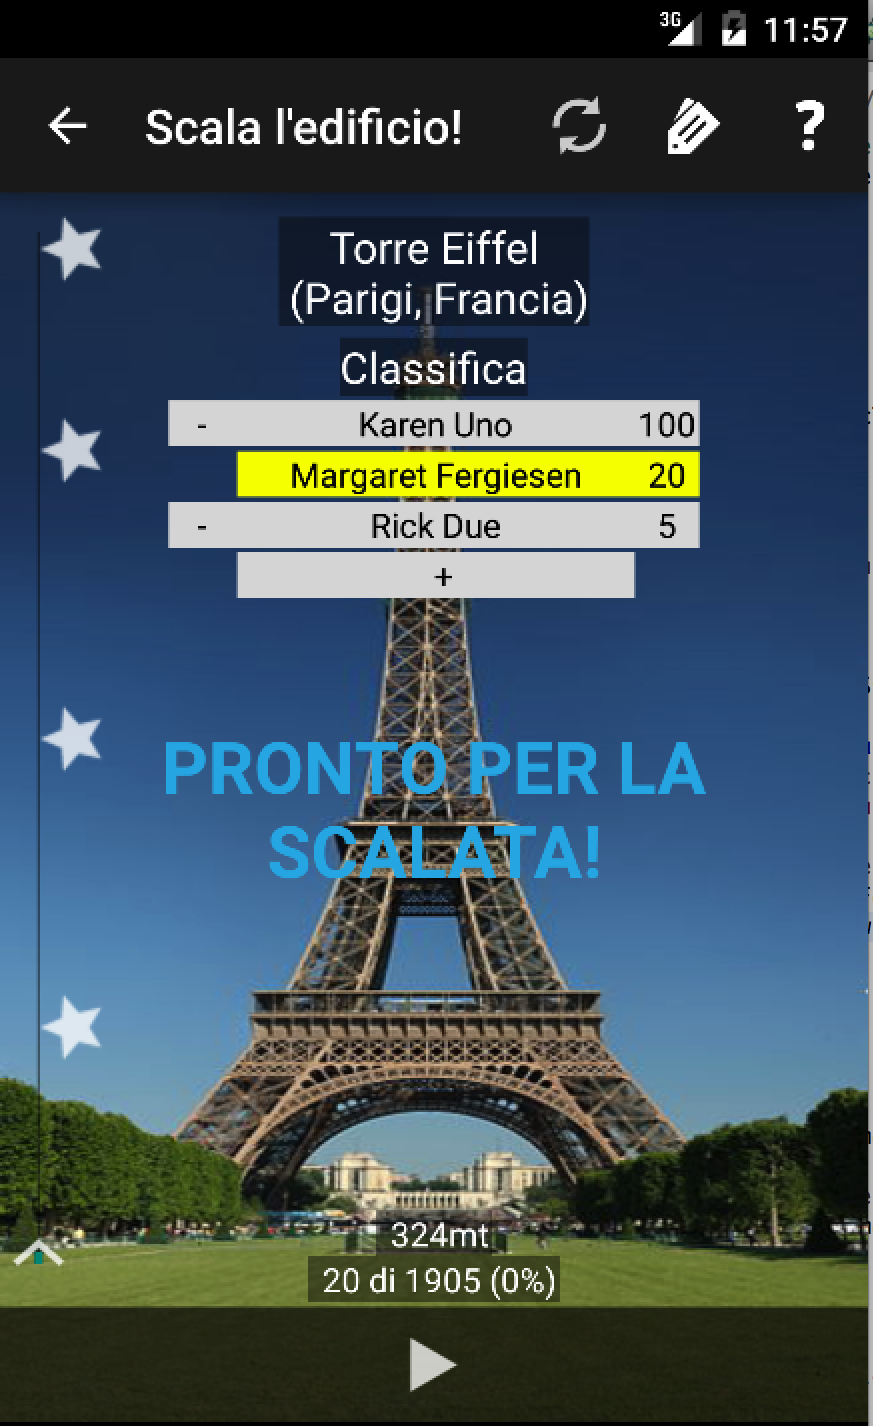 3G 11:57
Scala l'edificio! ?
Torre Eiffel
(Parigi, Francia)
Classifica
- Karen Uno 100
Margaret Fergiesen 20
- Rick Due 5
+
PRONTO PER LA
SCALATA!
324mt
20 di 1905 (0%)